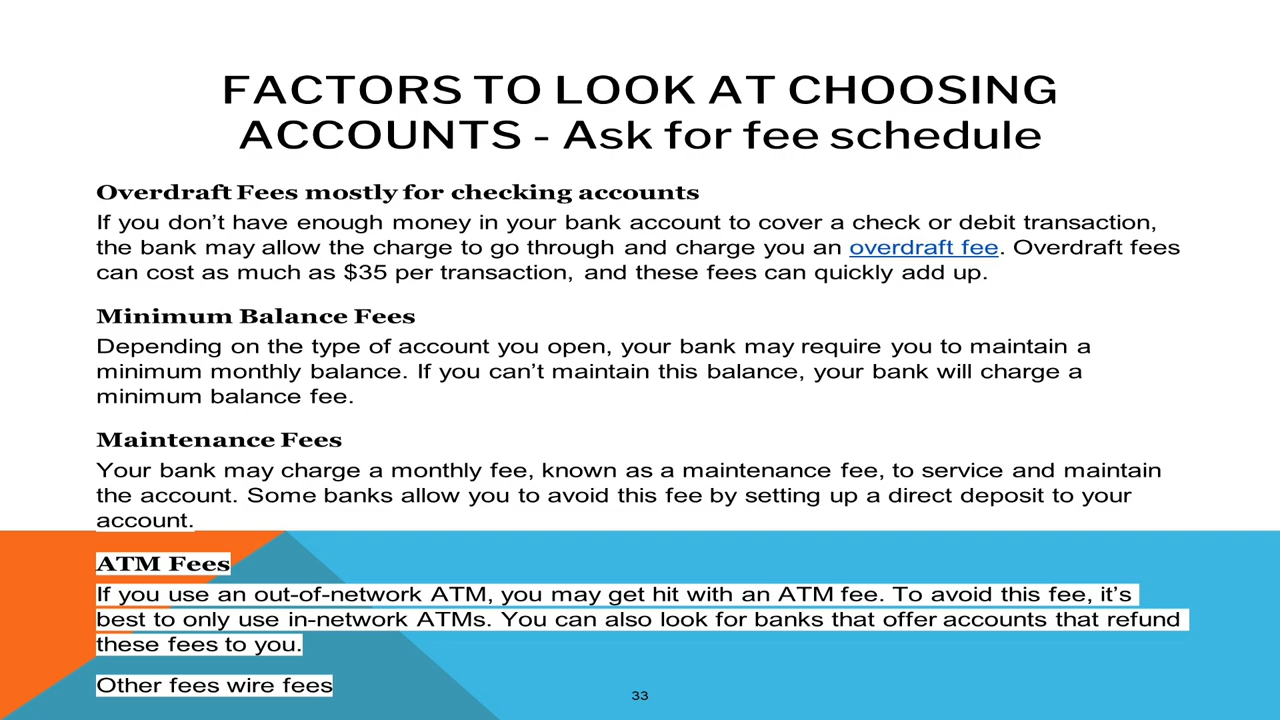 FACTORS TO LOOK AT CHOOSING
ACCOUNTS - Ask for fee schedule
Overdraft Fees mostly for checking accounts
If you don’t have enough money in your bank account to cover a check or debit transaction,
the bank may allow the charge to go through and charge you an overdraft fee. Overdraft fees
can cost as much as $35 per transaction, and these fees can quickly add up.
Minimum Balance Fees
Depending on the type of account you open, your bank may require you to maintain a
minimum monthly balance. If you can’t maintain this balance, your bank will charge a
minimum balance fee.
Maintenance Fees
Your bank may charge a monthly fee, known as a maintenance fee, to service and maintain
the account. Some banks allow you to avoid this fee by setting up a direct deposit to your
account.
ATM Fees
If you use an out-of-network ATM, you may get hit with an ATM fee. To avoid this fee, it’s
best to only use in-network ATMs. You can also look for banks that offer accounts that refund
these fees to you.
Other fees wire fees
33